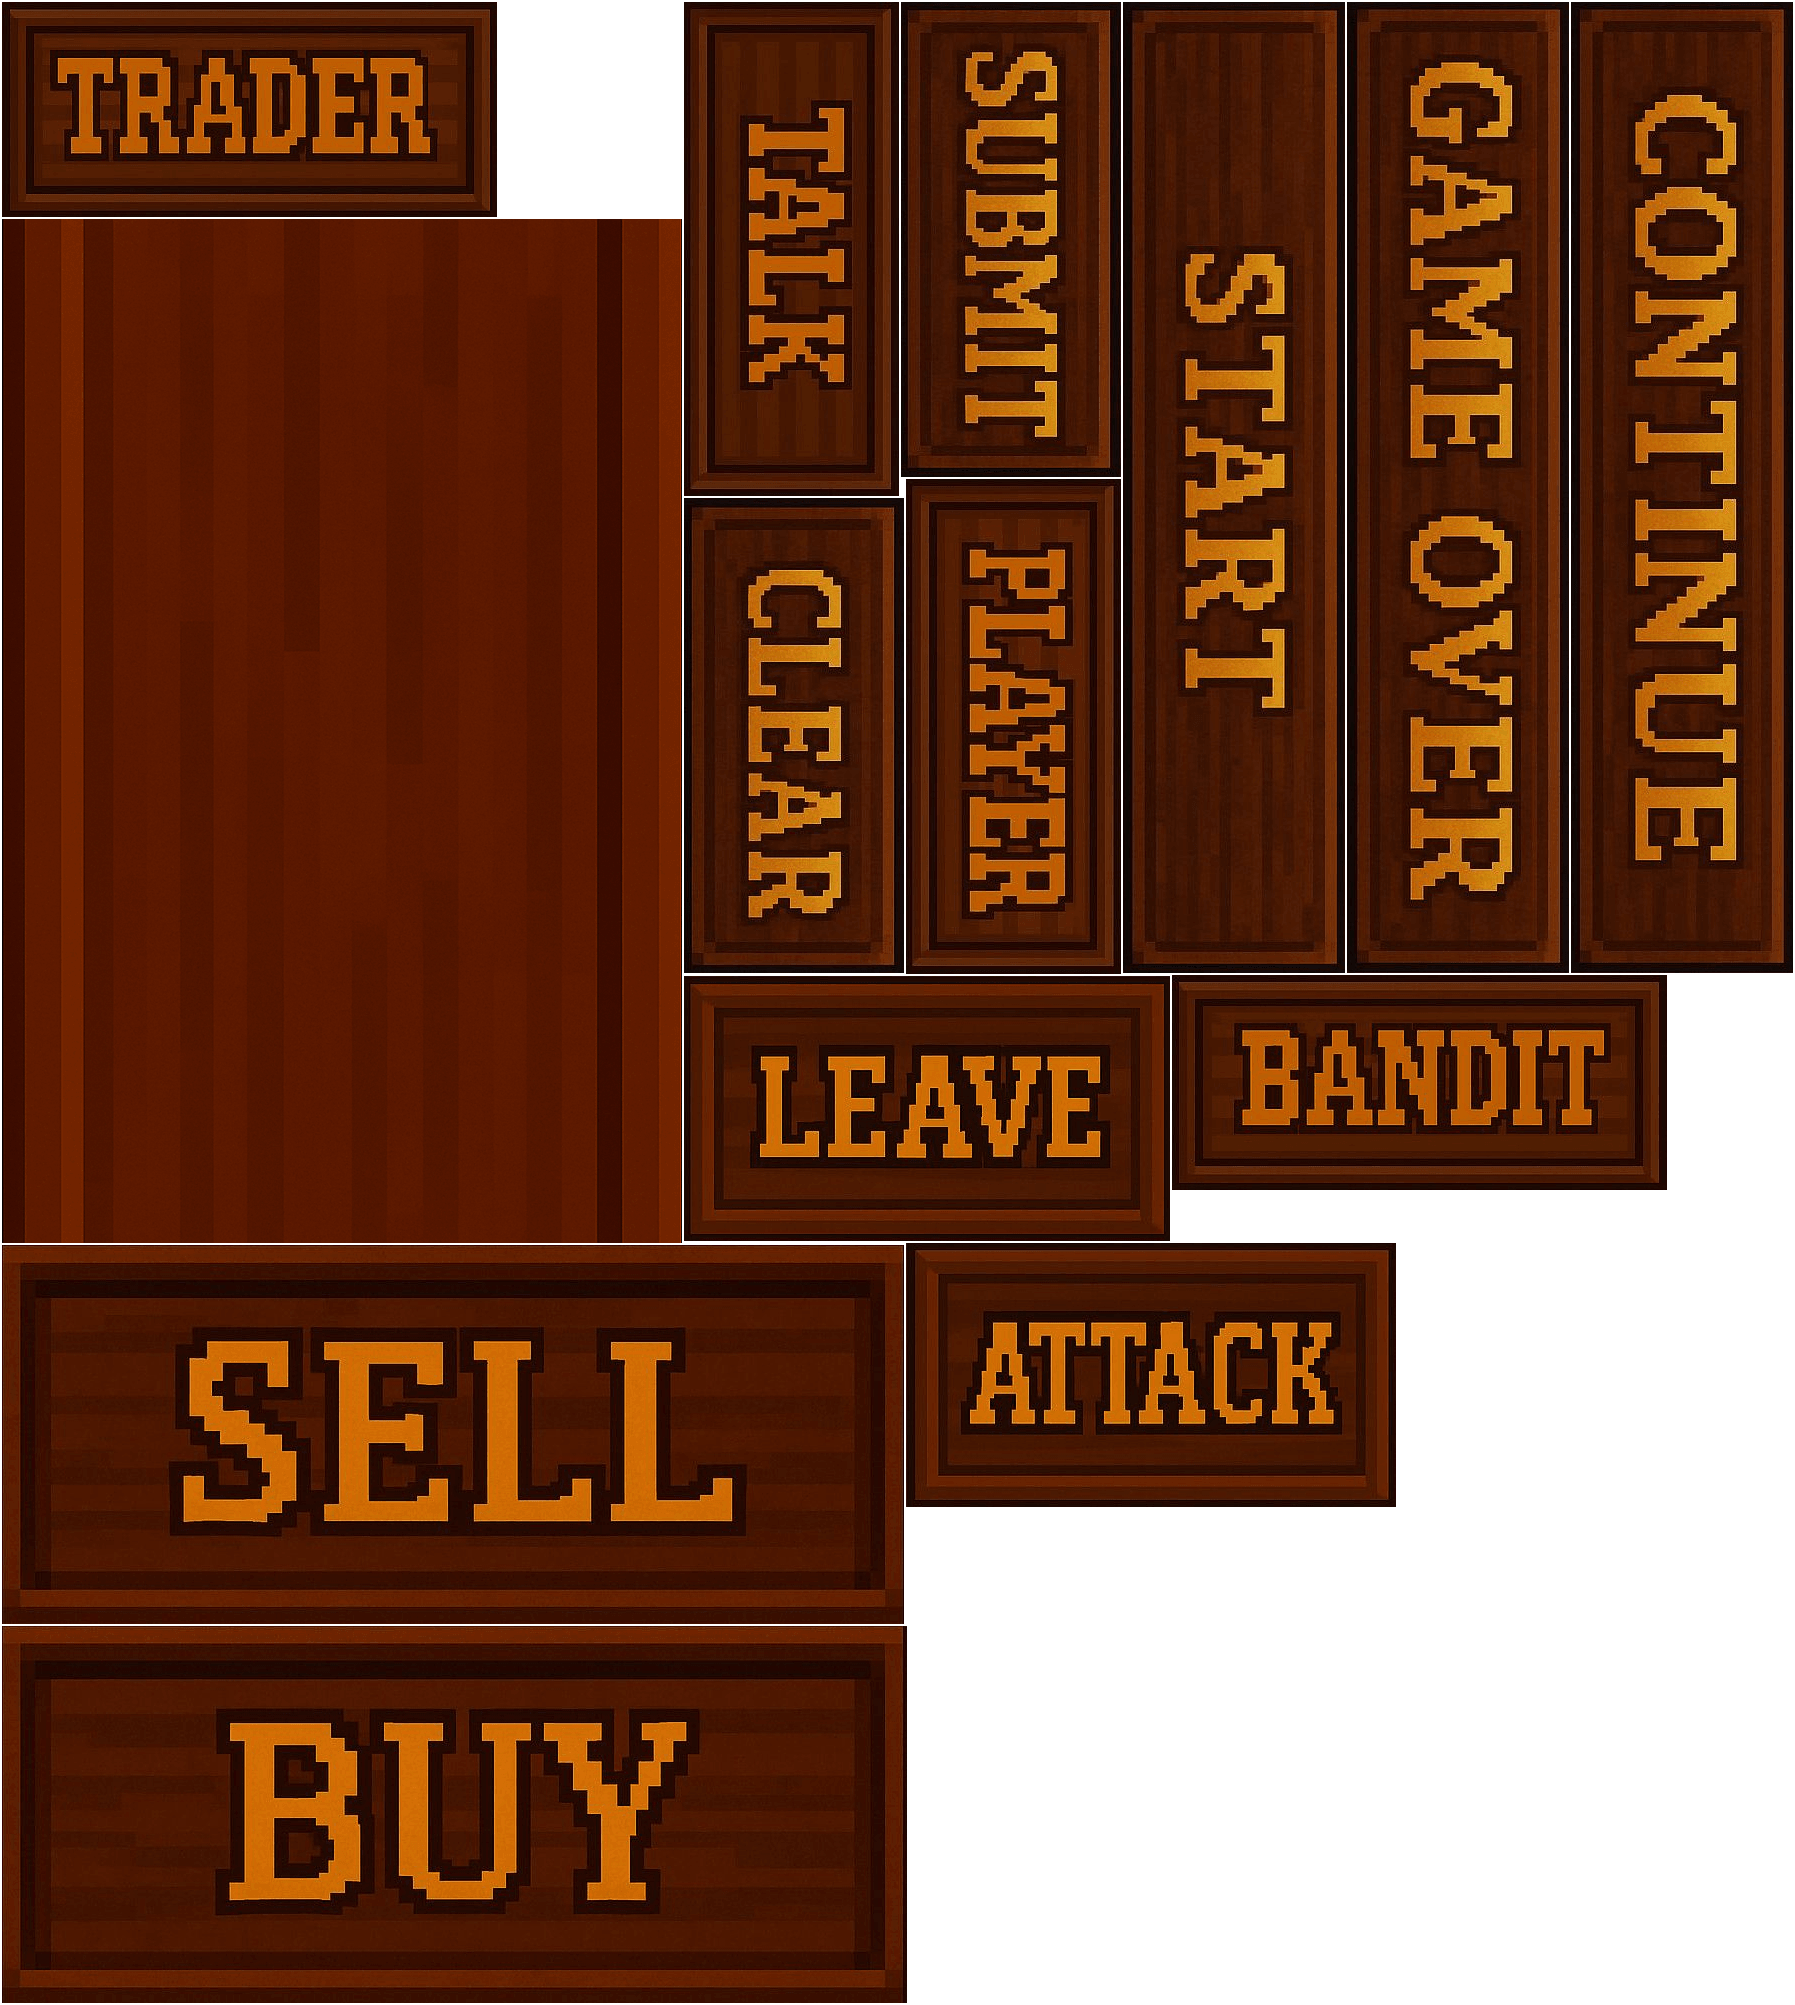 TRADER
TALK
SUBMIT
START
GAME OVER
CONTINUE
CLEAR
PLAYER
LEAVE
BANDIT
SELL
ATTACK
BUY